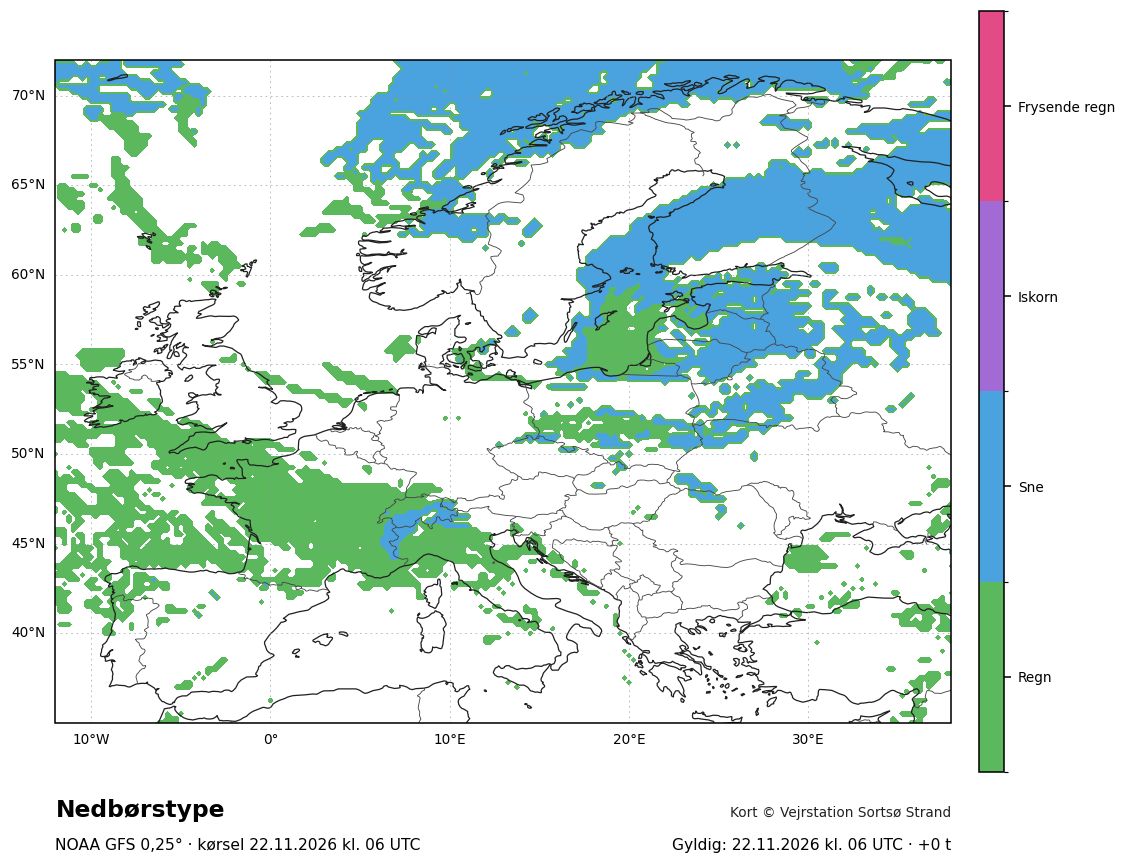 70°N
65°N
60°N
55°N
50°N
45°N
40°N
10°W
0°
10°E
20°E
30°E
Frysende regn
Iskorn
Sne
Regn
Nedbørstype
Kort © Vejrstation Sortsø Strand
NOAA GFS 0,25° · kørsel 22.11.2026 kl. 06 UTC
Gyldig: 22.11.2026 kl. 06 UTC · +0 t